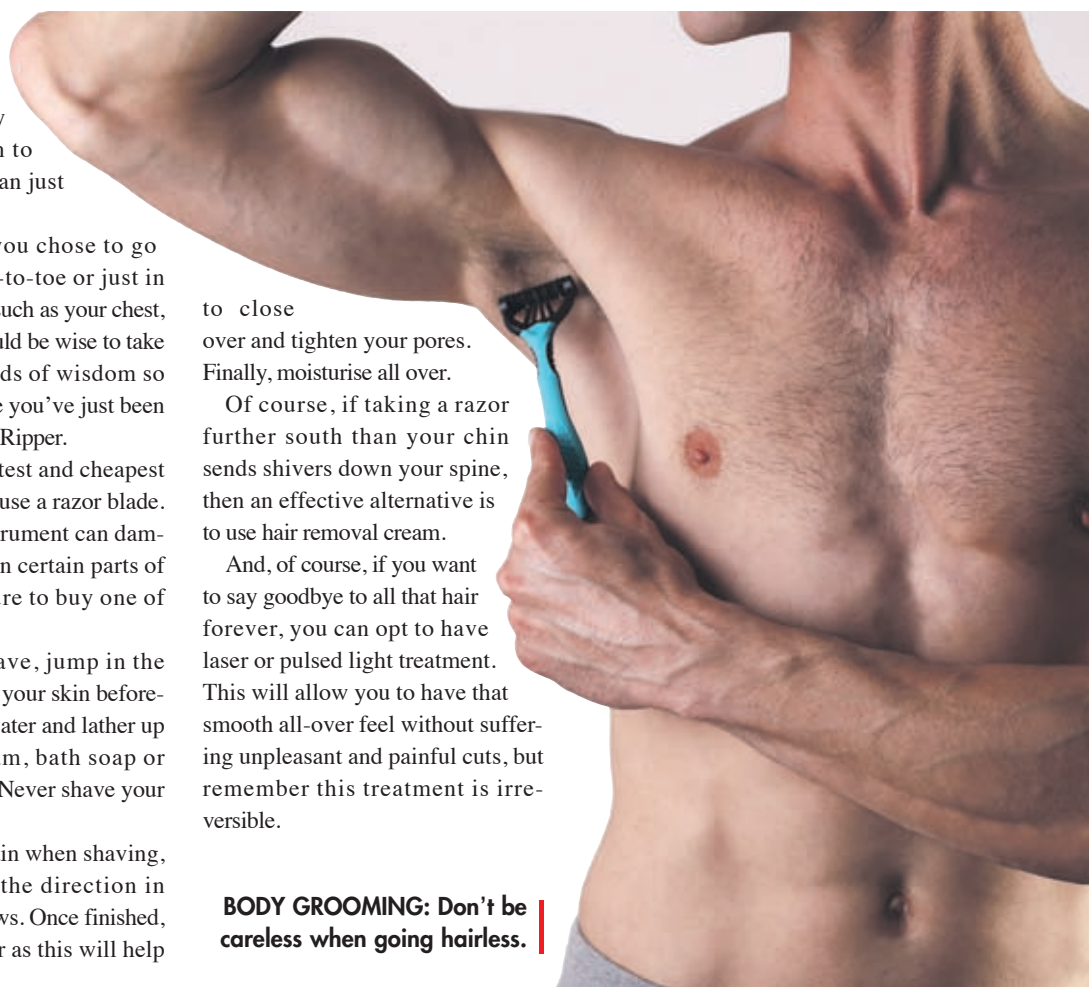 to
an just
you chose to go
-to-toe or just in
such as your chest,
uld be wise to take
ds of wisdom so
e you've just been
Ripper.
test and cheapest
use a razor blade.
rument can dam-
n certain parts of
re to buy one of
ave, jump in the
your skin before-
ater and lather up
m, bath soap or
Never shave your
in when shaving,
the direction in
ws. Once finished,
r as this will help
to close
over and tighten your pores.
Finally, moisturise all over.
Of course, if taking a razor
further south than your chin
sends shivers down your spine,
then an effective alternative is
to use hair removal cream.
And, of course, if you want
to say goodbye to all that hair
forever, you can opt to have
laser or pulsed light treatment.
This will allow you to have that
smooth all-over feel without suffer-
ing unpleasant and painful cuts, but
remember this treatment is irre-
versible.
BODY GROOMING: Don't be
careless when going hairless.